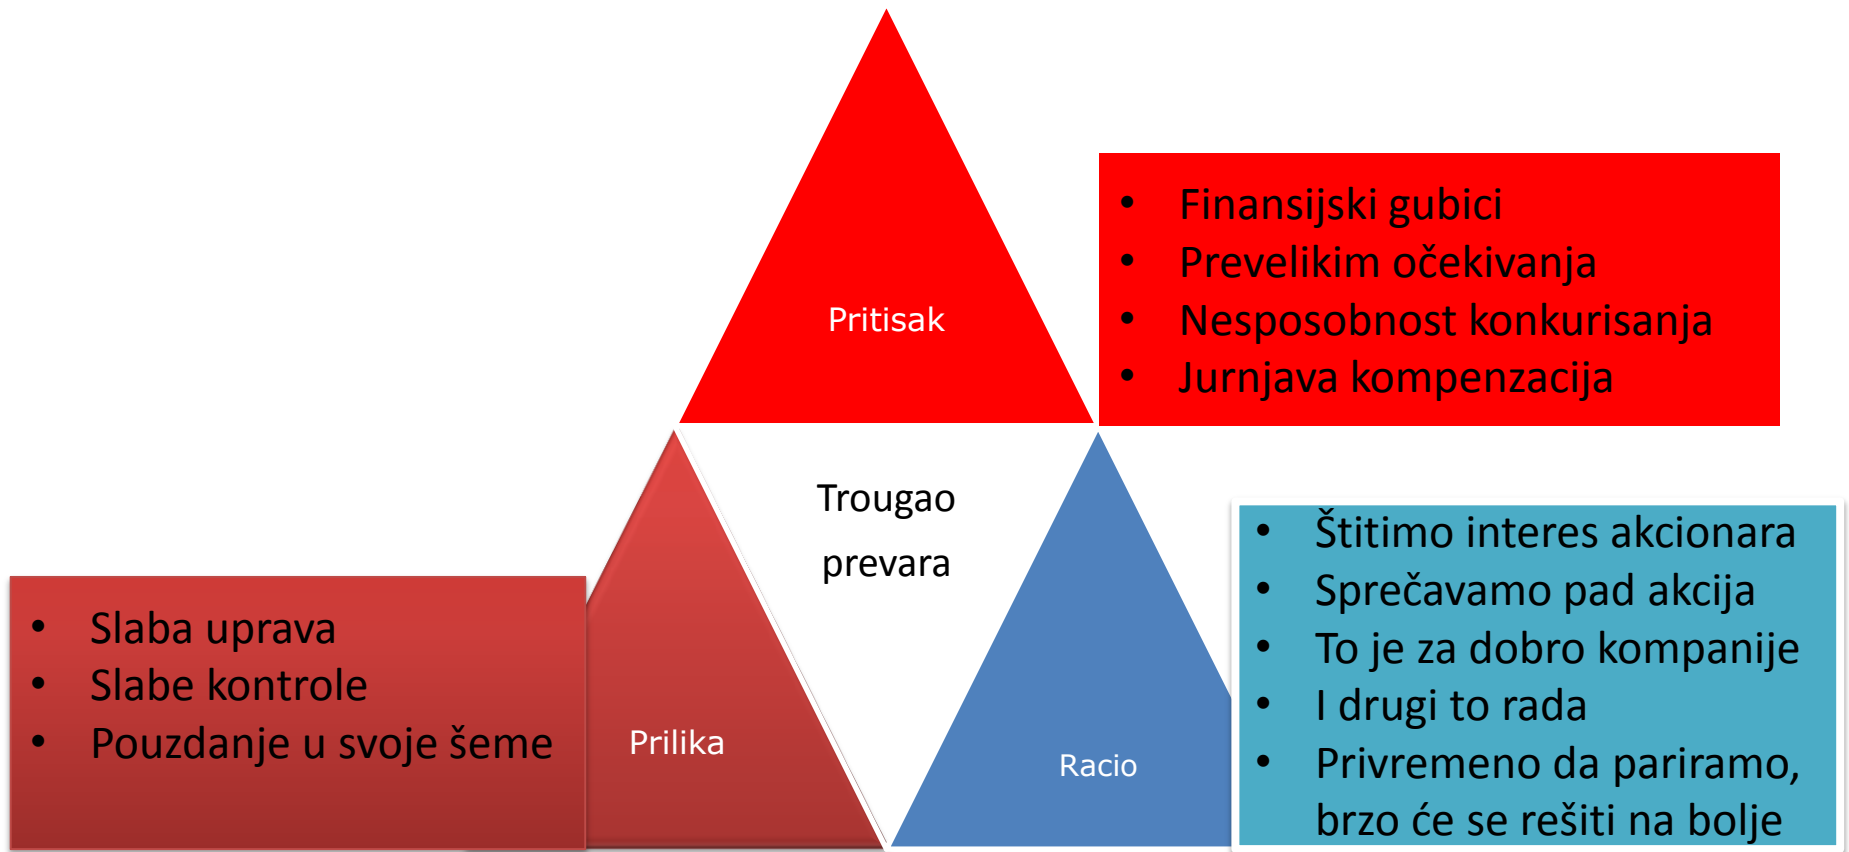 Pritisak
• Finansijski gubici
• Prevelikim očekivanja
• Nesposobnost konkurisanja
• Jurnjava kompenzacija
Trougao
prevara
• Slaba uprava
• Slabe kontrole
• Pouzdanje u svoje šeme
Prilika
Racio
• Štitimo interes akcionara
• Sprečavamo pad akcija
• To je za dobro kompanije
• I drugi to rada
• Privremeno da pariramo,
brzo će se rešiti na bolje